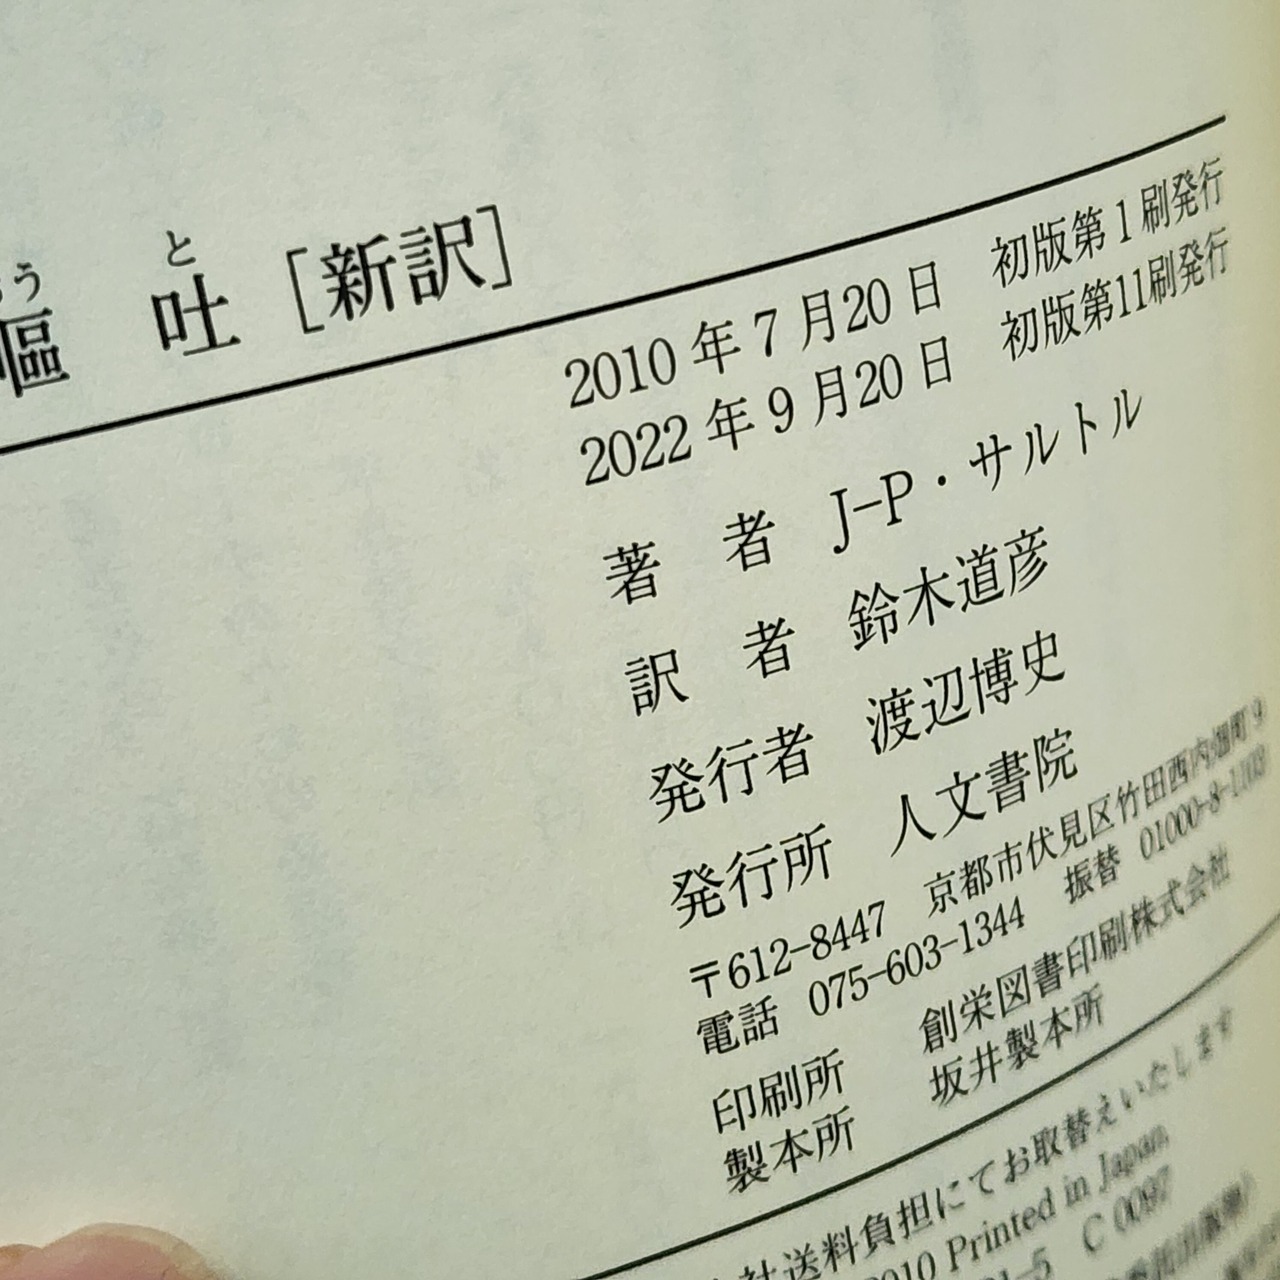 う と
嘔 吐 [新訳]
2010年7月20日 初版第1刷発行
2022年9月20日 初版第11刷発行
著 者 J–P・サルトル
訳 者 鈴木道彦
発行者 渡辺博史
発行所 人文書院
〒612-8447 京都市伏見区竹田西内畑町9
電話 075-603-1344 振替 01000-8-1103
印刷所 創栄図書印刷株式会社
製本所 坂井製本所
社送料負担にてお取替えいたします
2010 Printed in Japan
1-5 C 0097